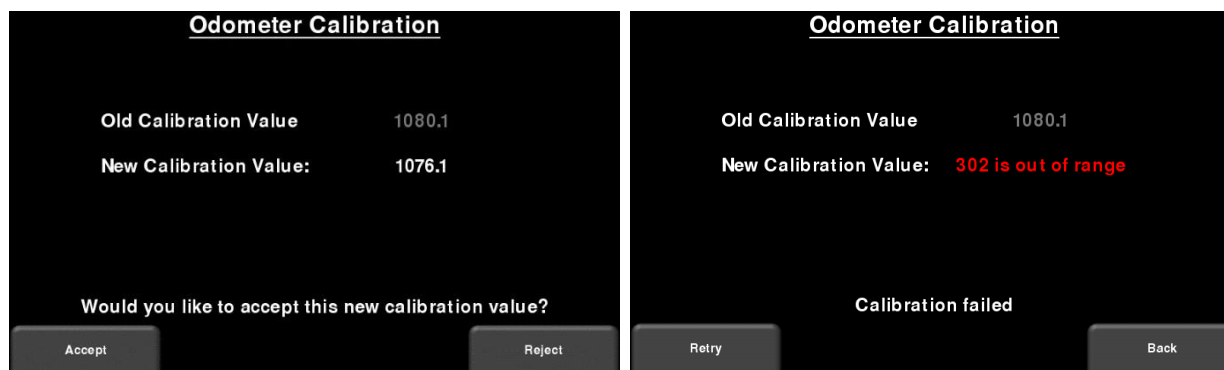 Odometer Calibration
Old Calibration Value 1080.1
New Calibration Value: 1076.1
Would you like to accept this new calibration value?
Accept Reject
Odometer Calibration
Old Calibration Value 1080.1
New Calibration Value: 302 is out of range
Calibration failed
Retry Back